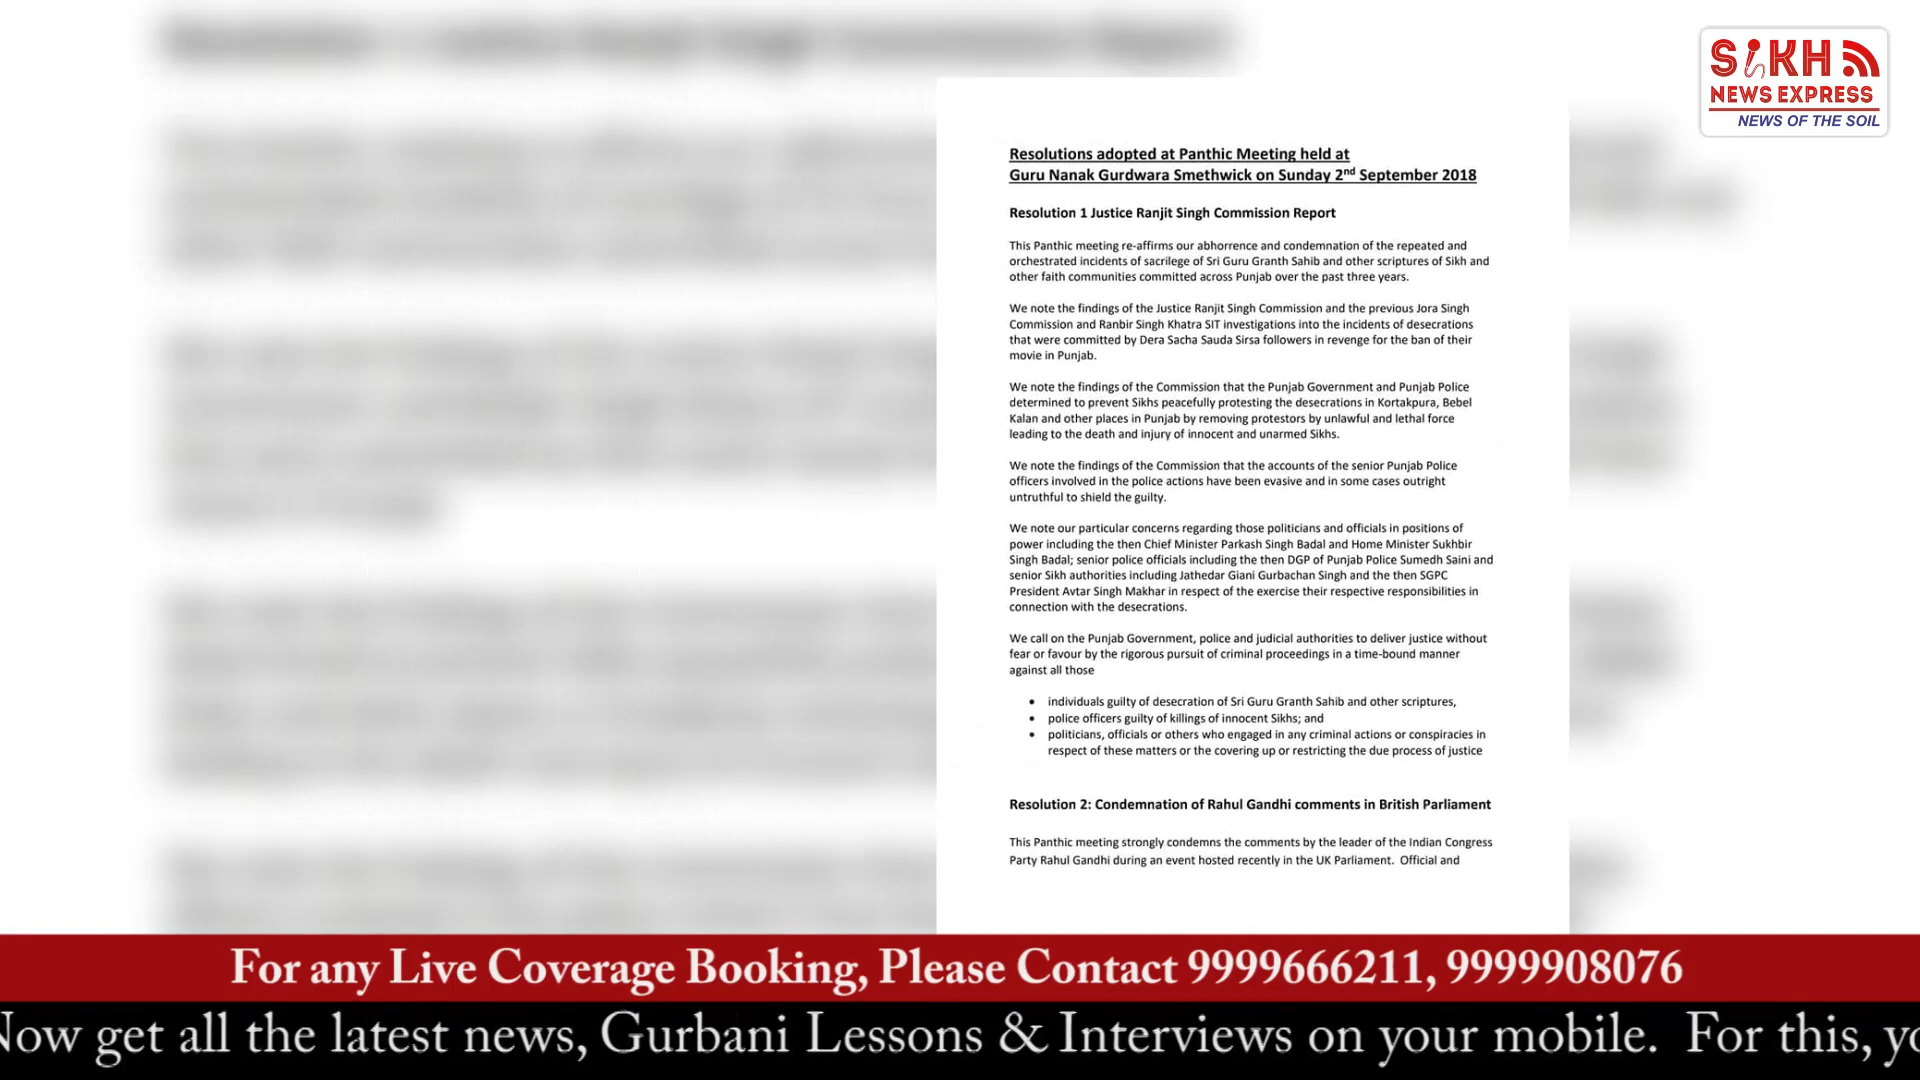 SiKH
NEWS EXPRESS
NEWS OF THE SOIL
Resolutions adopted at Panthic Meeting held at
Guru Nanak Gurdwara Smethwick on Sunday 2nd September 2018
Resolution 1 Justice Ranjit Singh Commission Report
This Panthic meeting re-affirms our abhorrence and condemnation of the repeated and
orchestrated incidents of sacrilege of Sri Guru Granth Sahib and other scriptures of Sikh and
other faith communities committed across Punjab over the past three years.
We note the findings of the Justice Ranjit Singh Commission and the previous Jora Singh
Commission and Ranbir Singh Khatra SIT investigations into the incidents of desecrations
that were committed by Dera Sacha Sauda Sirsa followers in revenge for the ban of their
movie in Punjab.
We note the findings of the Commission that the Punjab Government and Punjab Police
determined to prevent Sikhs peacefully protesting the desecrations in Kortakpura, Bebel
Kalan and other places in Punjab by removing protestors by unlawful and lethal force
leading to the death and injury of innocent and unarmed Sikhs.
We note the findings of the Commission that the accounts of the senior Punjab Police
officers involved in the police actions have been evasive and in some cases outright
untruthful to shield the guilty.
We note our particular concerns regarding those politicians and officials in positions of
power including the then Chief Minister Parkash Singh Badal and Home Minister Sukhbir
Singh Badal; senior police officials including the then DGP of Punjab Police Sumedh Saini and
senior Sikh authorities including Jathedar Giani Gurbachan Singh and the then SGPC
President Avtar Singh Makhar in respect of the exercise their respective responsibilities in
connection with the desecrations.
We call on the Punjab Government, police and judicial authorities to deliver justice without
fear or favour by the rigorous pursuit of criminal proceedings in a time-bound manner
against all those
• individuals guilty of desecration of Sri Guru Granth Sahib and other scriptures,
• police officers guilty of killings of innocent Sikhs; and
• politicians, officials or others who engaged in any criminal actions or conspiracies in
respect of these matters or the covering up or restricting the due process of justice
Resolution 2: Condemnation of Rahul Gandhi comments in British Parliament
This Panthic meeting strongly condemns the comments by the leader of the Indian Congress
Party Rahul Gandhi during an event hosted recently in the UK Parliament. Official and
For any Live Coverage Booking, Please Contact 9999666211, 9999908076
Now get all the latest news, Gurbani Lessons & Interviews on your mobile. For this, yo